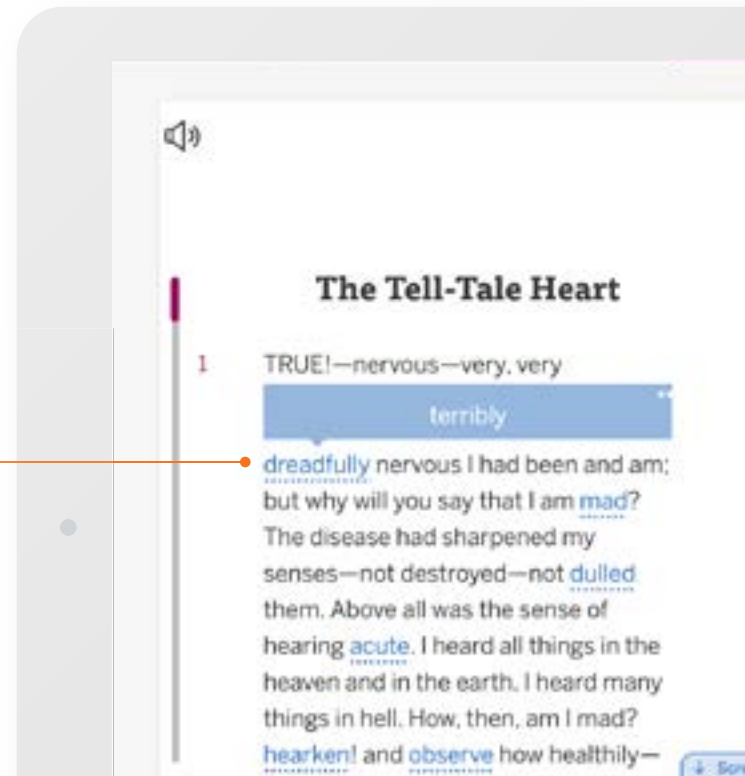 The Tell-Tale Heart
1 TRUE!—nervous—very, very
terribly
dreadfully nervous I had been and am;
but why will you say that I am mad?
The disease had sharpened my
senses—not destroyed—not dulled
them. Above all was the sense of
hearing acute. I heard all things in the
heaven and in the earth. I heard many
things in hell. How, then, am I mad?
hearken! and observe how healthily—